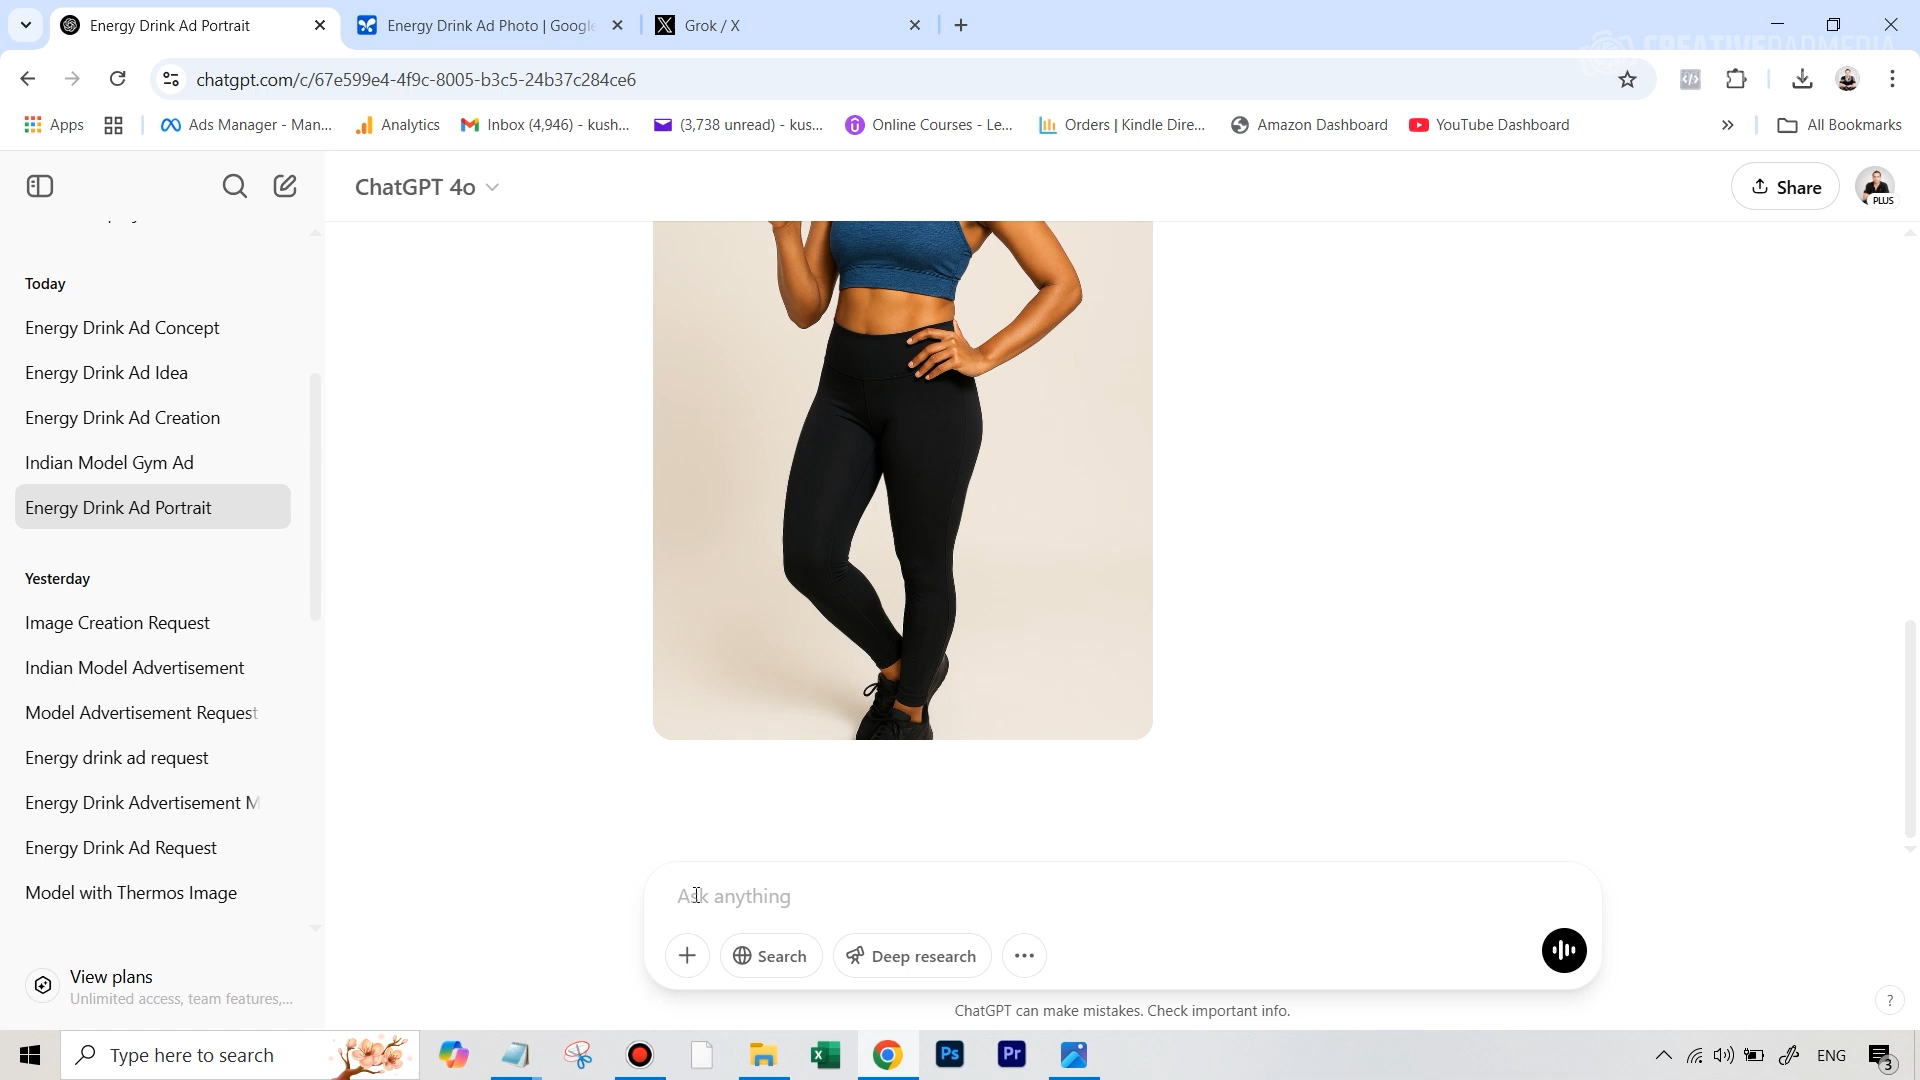 Energy Drink Ad Portrait
Energy Drink Ad Photo | Google
Grok / X
CREATIVEPADMEDIA
chatgpt.com/c/67e599e4-4f9c-8005-b3c5-24b37c284ce6
Apps
Ads Manager - Man...
Analytics
Inbox (4,946) - kush...
(3,738 unread) - kus...
Online Courses - Le...
Orders | Kindle Dire...
Amazon Dashboard
YouTube Dashboard
All Bookmarks
ChatGPT 4o
Share
PLUS
Today
Energy Drink Ad Concept
Energy Drink Ad Idea
Energy Drink Ad Creation
Indian Model Gym Ad
Energy Drink Ad Portrait
Yesterday
Image Creation Request
Indian Model Advertisement
Model Advertisement Request
Energy drink ad request
Energy Drink Advertisement M
Energy Drink Ad Request
Model with Thermos Image
View plans
Unlimited access, team features,...
Ask anything
Search
Deep research
ChatGPT can make mistakes. Check important info.
?
Type here to search
Ps
Pr
ENG
3